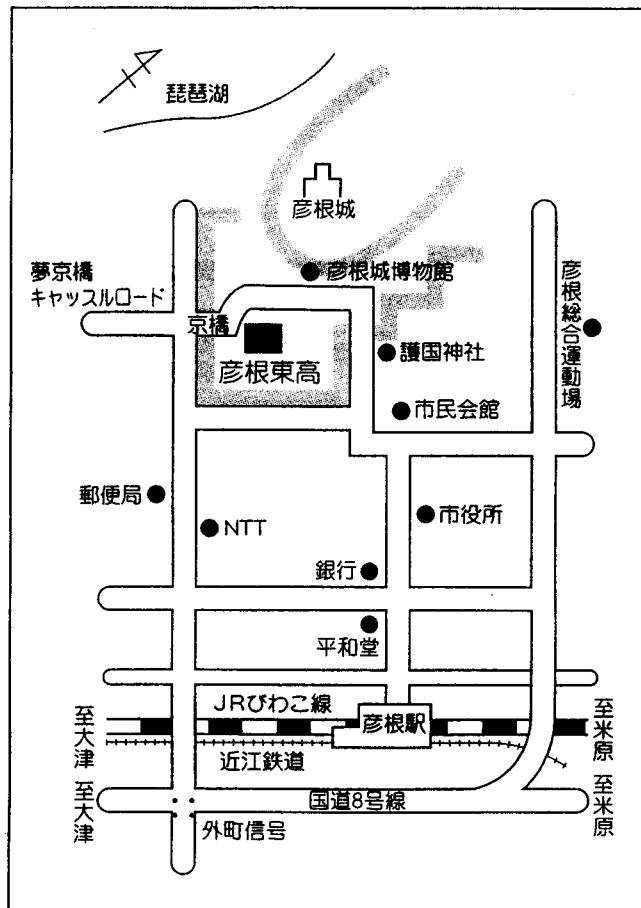 琵琶湖
彦根城
夢京橋
キャッスルロード
彦根城博物館
彦根総合運動場
京橋
護国神社
彦根東高
市民会館
郵便局
NTT
市役所
銀行
平和堂
JRびわこ線
至大津
彦根駅
至米原
近江鉄道
至大津
国道8号線
至米原
外町信号